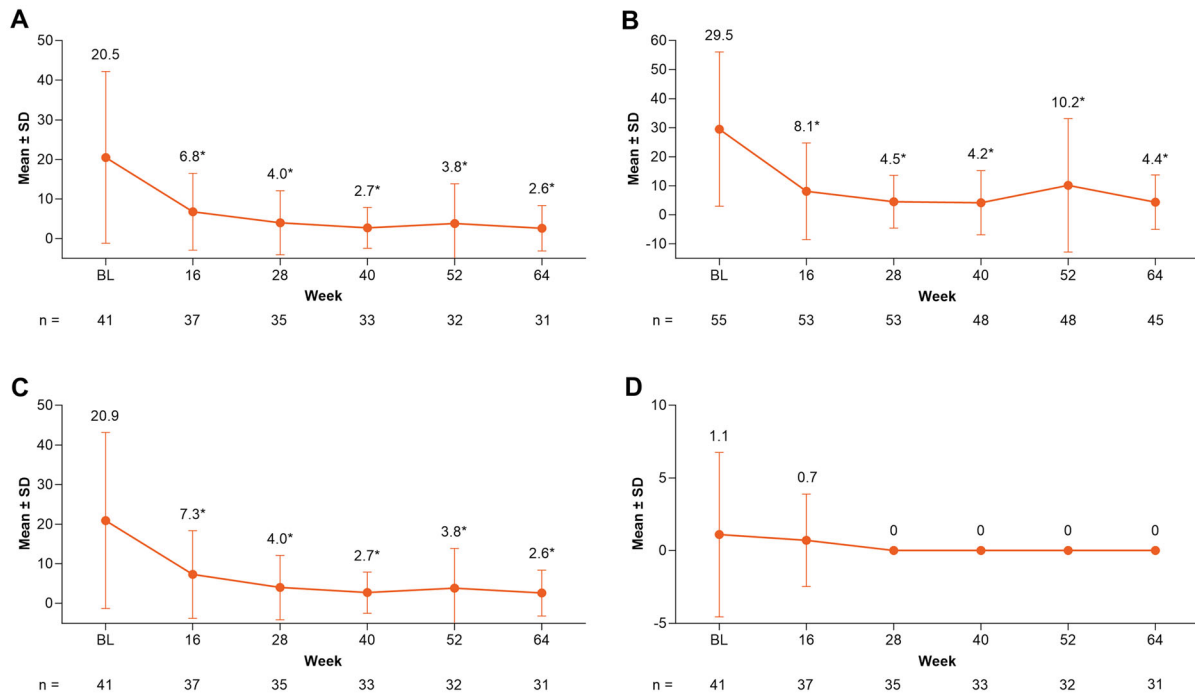 A
50
40
30
20
10
0
Mean ± SD
20.5
6.8*
4.0*
2.7*
3.8*
2.6*
BL 16 28 40 52 64
Week
n = 41 37 35 33 32 31
B
60
50
40
30
20
10
0
-10
Mean ± SD
29.5
8.1*
4.5*
4.2*
10.2*
4.4*
BL 16 28 40 52 64
Week
n = 55 53 53 48 48 45
C
50
40
30
20
10
0
Mean ± SD
20.9
7.3*
4.0*
2.7*
3.8*
2.6*
BL 16 28 40 52 64
Week
n = 41 37 35 33 32 31
D
10
5
0
-5
Mean ± SD
1.1
0.7
0
0
0
0
BL 16 28 40 52 64
Week
n = 41 37 35 33 32 31